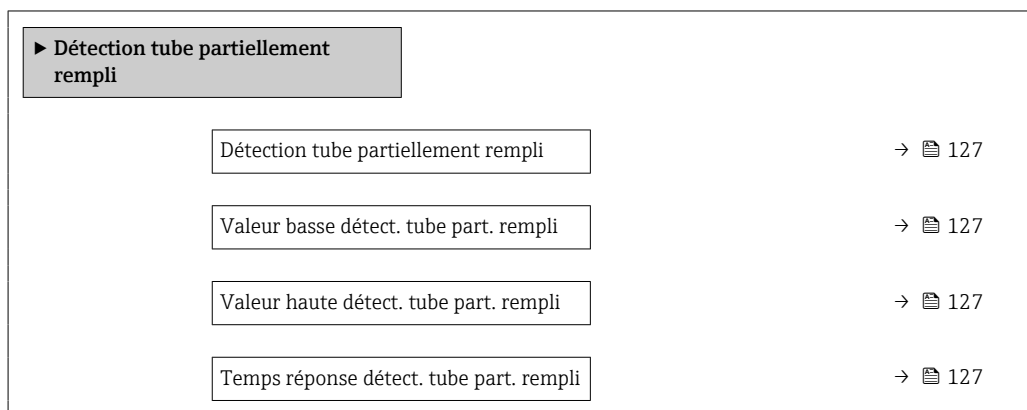 ► Détection tube partiellement
rempli
Détection tube partiellement rempli → 127
Valeur basse détect. tube part. rempli → 127
Valeur haute détect. tube part. rempli → 127
Temps réponse détect. tube part. rempli → 127